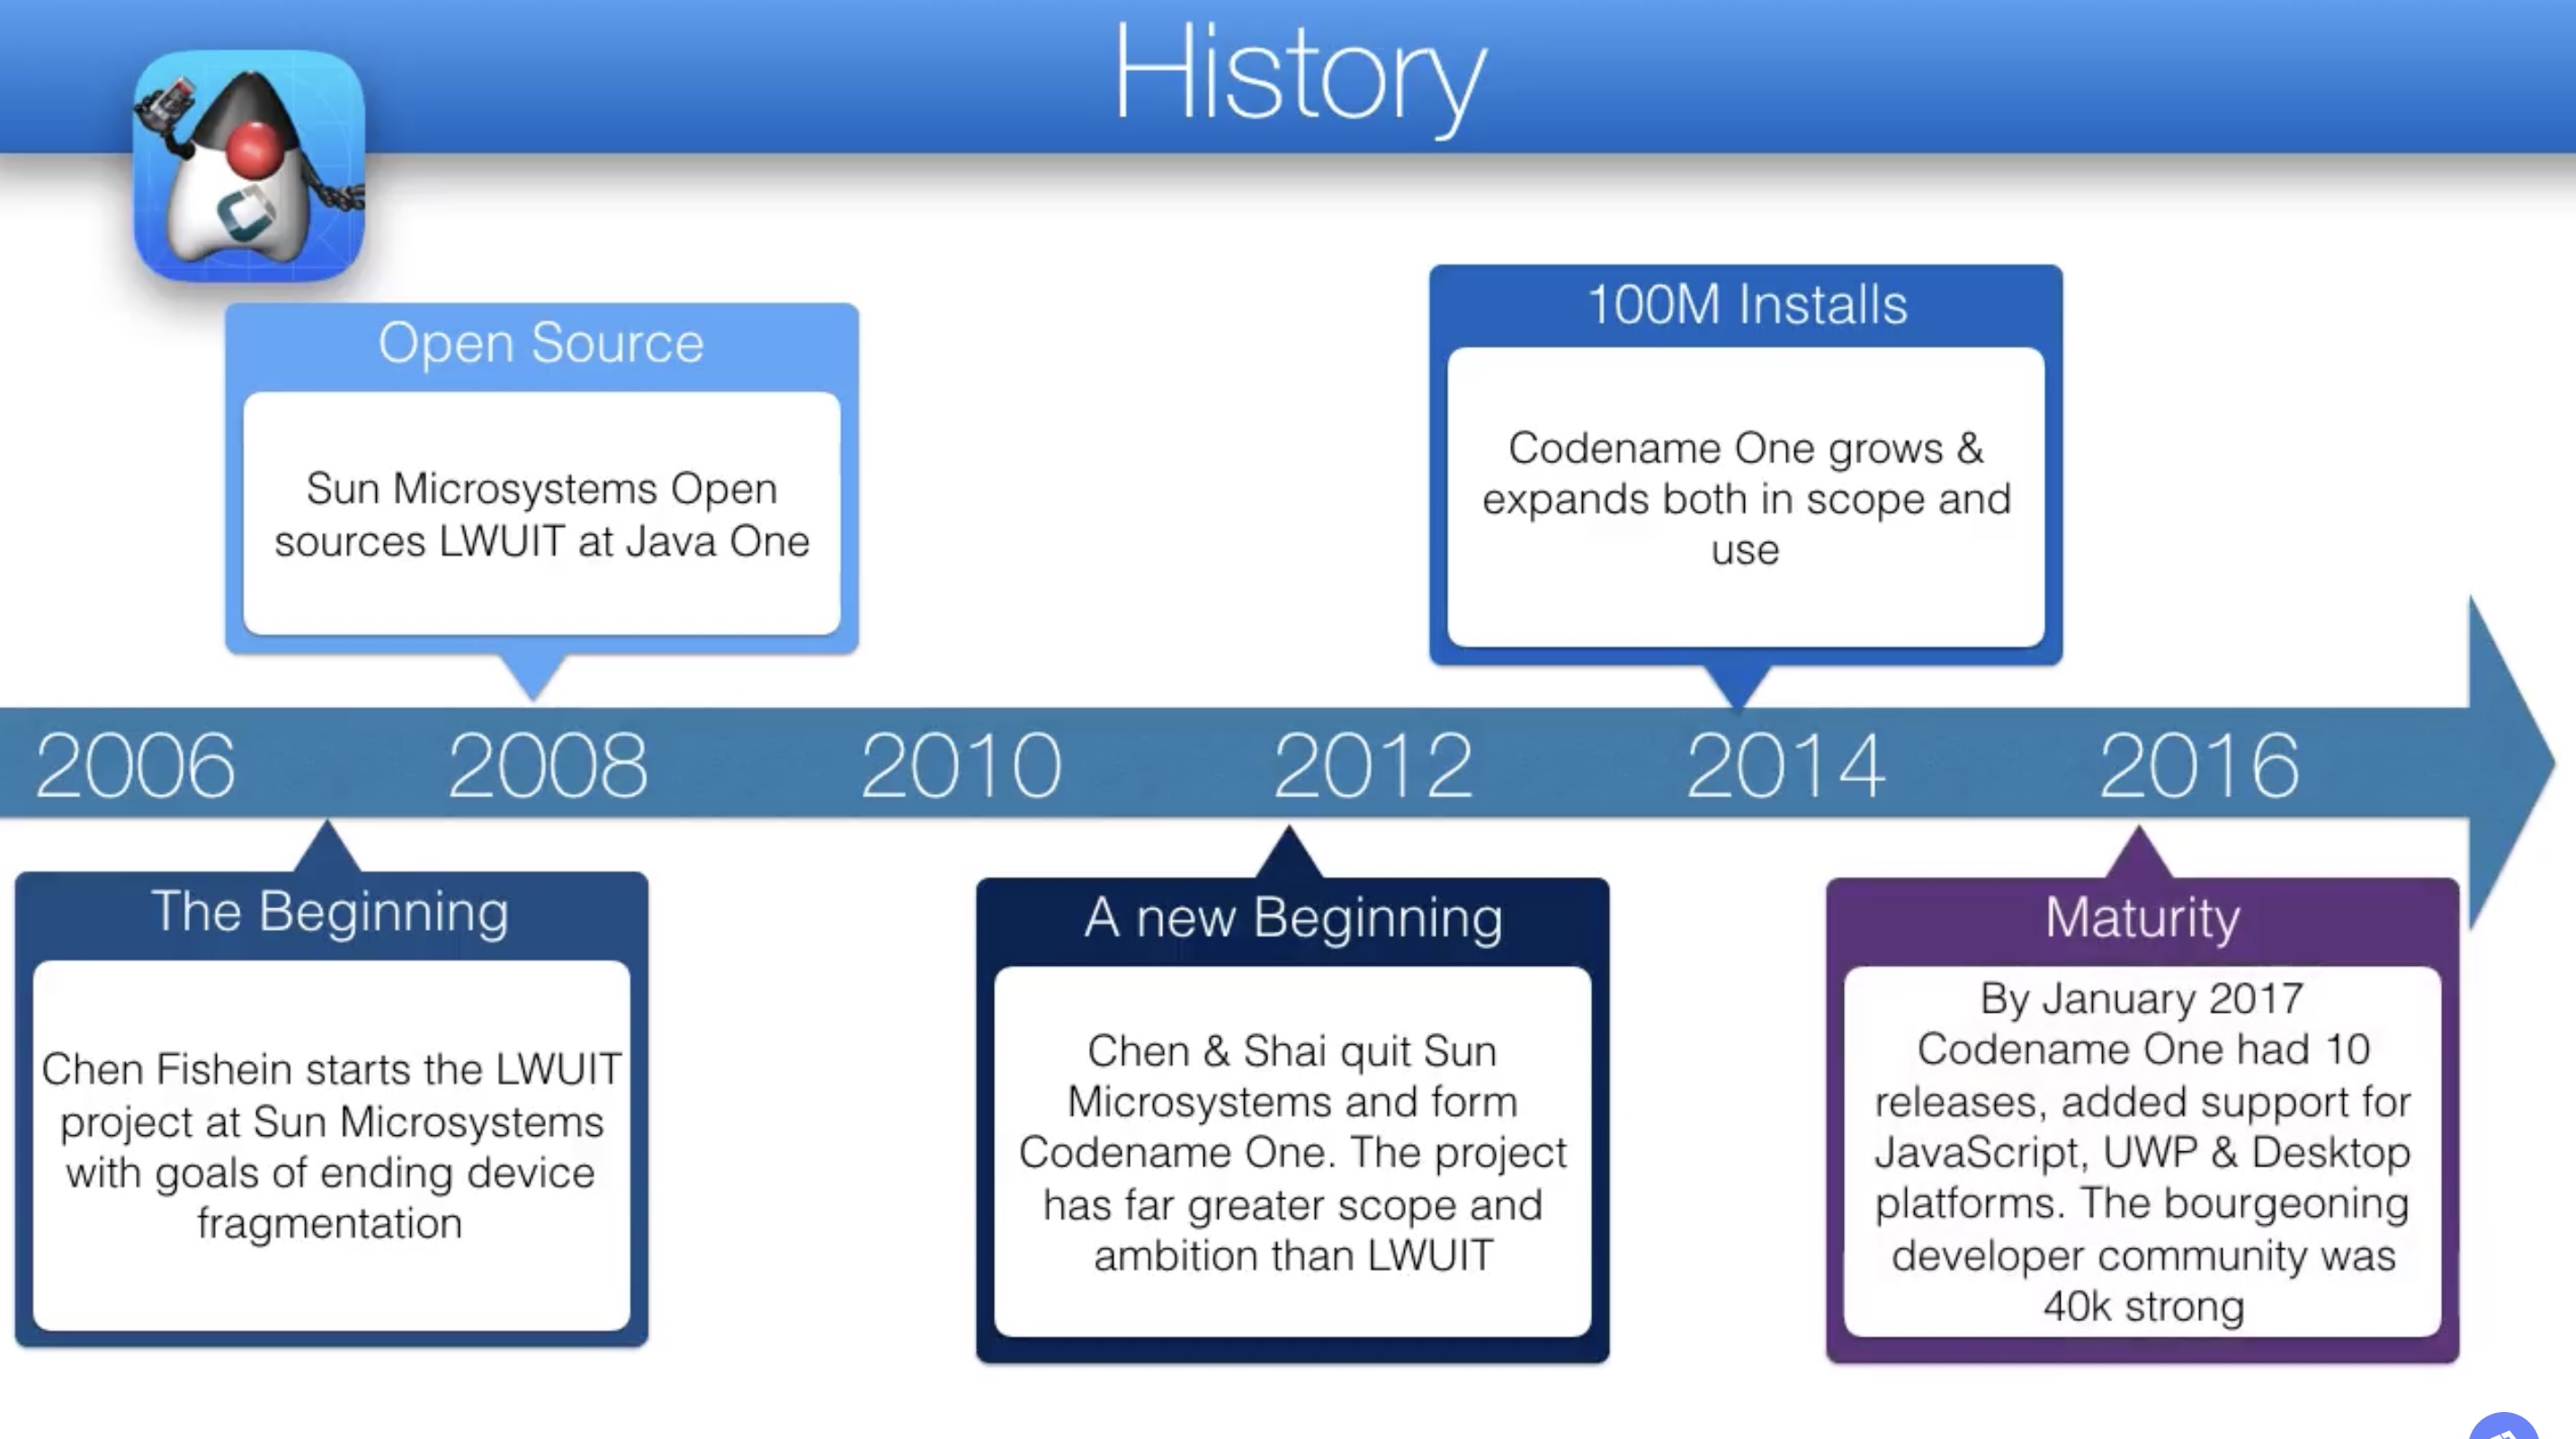 History
Open Source
Sun Microsystems Open
sources LWUIT at Java One
100M Installs
Codename One grows &
expands both in scope and
use
2006
2008
2010
2012
2014
2016
The Beginning
Chen Fishein starts the LWUIT
project at Sun Microsystems
with goals of ending device
fragmentation
A new Beginning
Chen & Shai quit Sun
Microsystems and form
Codename One. The project
has far greater scope and
ambition than LWUIT
Maturity
By January 2017
Codename One had 10
releases, added support for
JavaScript, UWP & Desktop
platforms. The bourgeoning
developer community was
40k strong